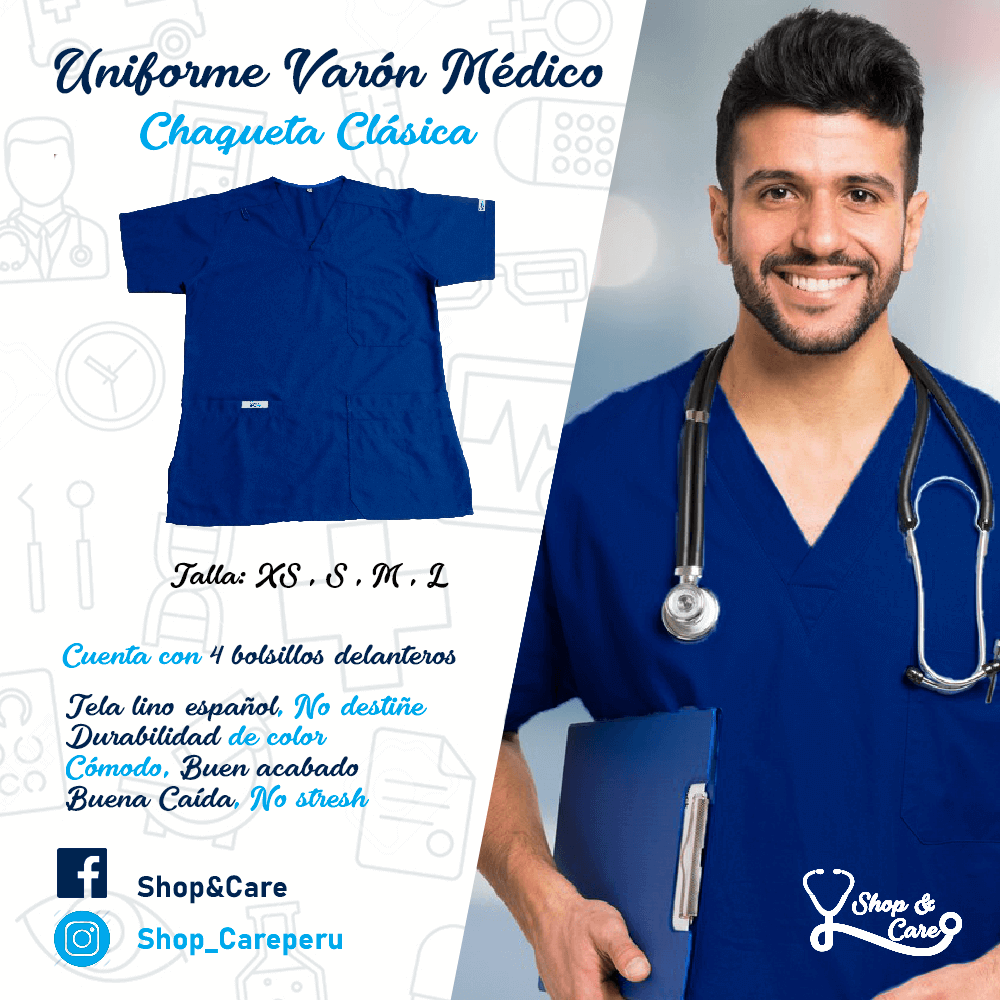 Uniforme Varón Médico
Chaqueta Clásica
Talla: XS , S , M , L
Cuenta con 4 bolsillos delanteros
Tela lino español, No destiñe
Durabilidad de color
Cómodo, Buen acabado
Buena Caída, No stresh
Shop&Care
Shop_Careperu
Shop &
Care